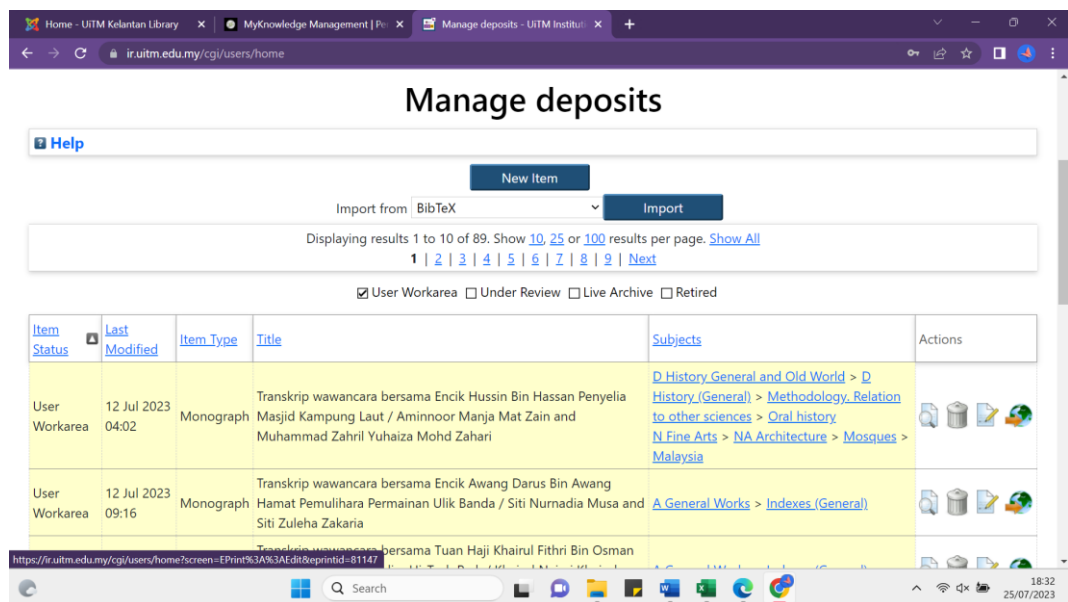 Home - UiTM Kelantan Library
MyKnowledge Management | Pe
Manage deposits - UiTM Instituti
ir.uitm.edu.my/cgi/users/home
Manage deposits
Help
New Item
Import from BibTeX Import
Displaying results 1 to 10 of 89. Show 10, 25 or 100 results per page. Show All
1 | 2 | 3 | 4 | 5 | 6 | 7 | 8 | 9 | Next
User Workarea Under Review Live Archive Retired
Item Status
Last Modified
Item Type
Title
Subjects
Actions
User Workarea
12 Jul 2023 04:02
Monograph
Transkrip wawancara bersama Encik Hussin Bin Hassan Penyelia
Masjid Kampung Laut / Aminnoor Manja Mat Zain and
Muhammad Zahril Yuhaiza Mohd Zahari
D History General and Old World > D
History (General) > Methodology. Relation
to other sciences > Oral history
N Fine Arts > NA Architecture > Mosques >
Malaysia
User Workarea
12 Jul 2023 09:16
Monograph
Transkrip wawancara bersama Encik Awang Darus Bin Awang
Hamat Pemulihara Permainan Ulik Banda / Siti Nurnadia Musa and
Siti Zuleha Zakaria
A General Works > Indexes (General)
Transkrip wawancara bersama Tuan Haji Khairul Fithri Bin Osman
https://ir.uitm.edu.my/cgi/users/home?screen=EPrint%3A%3AEdit&eprintid=81147
Search
18:32
25/07/2023